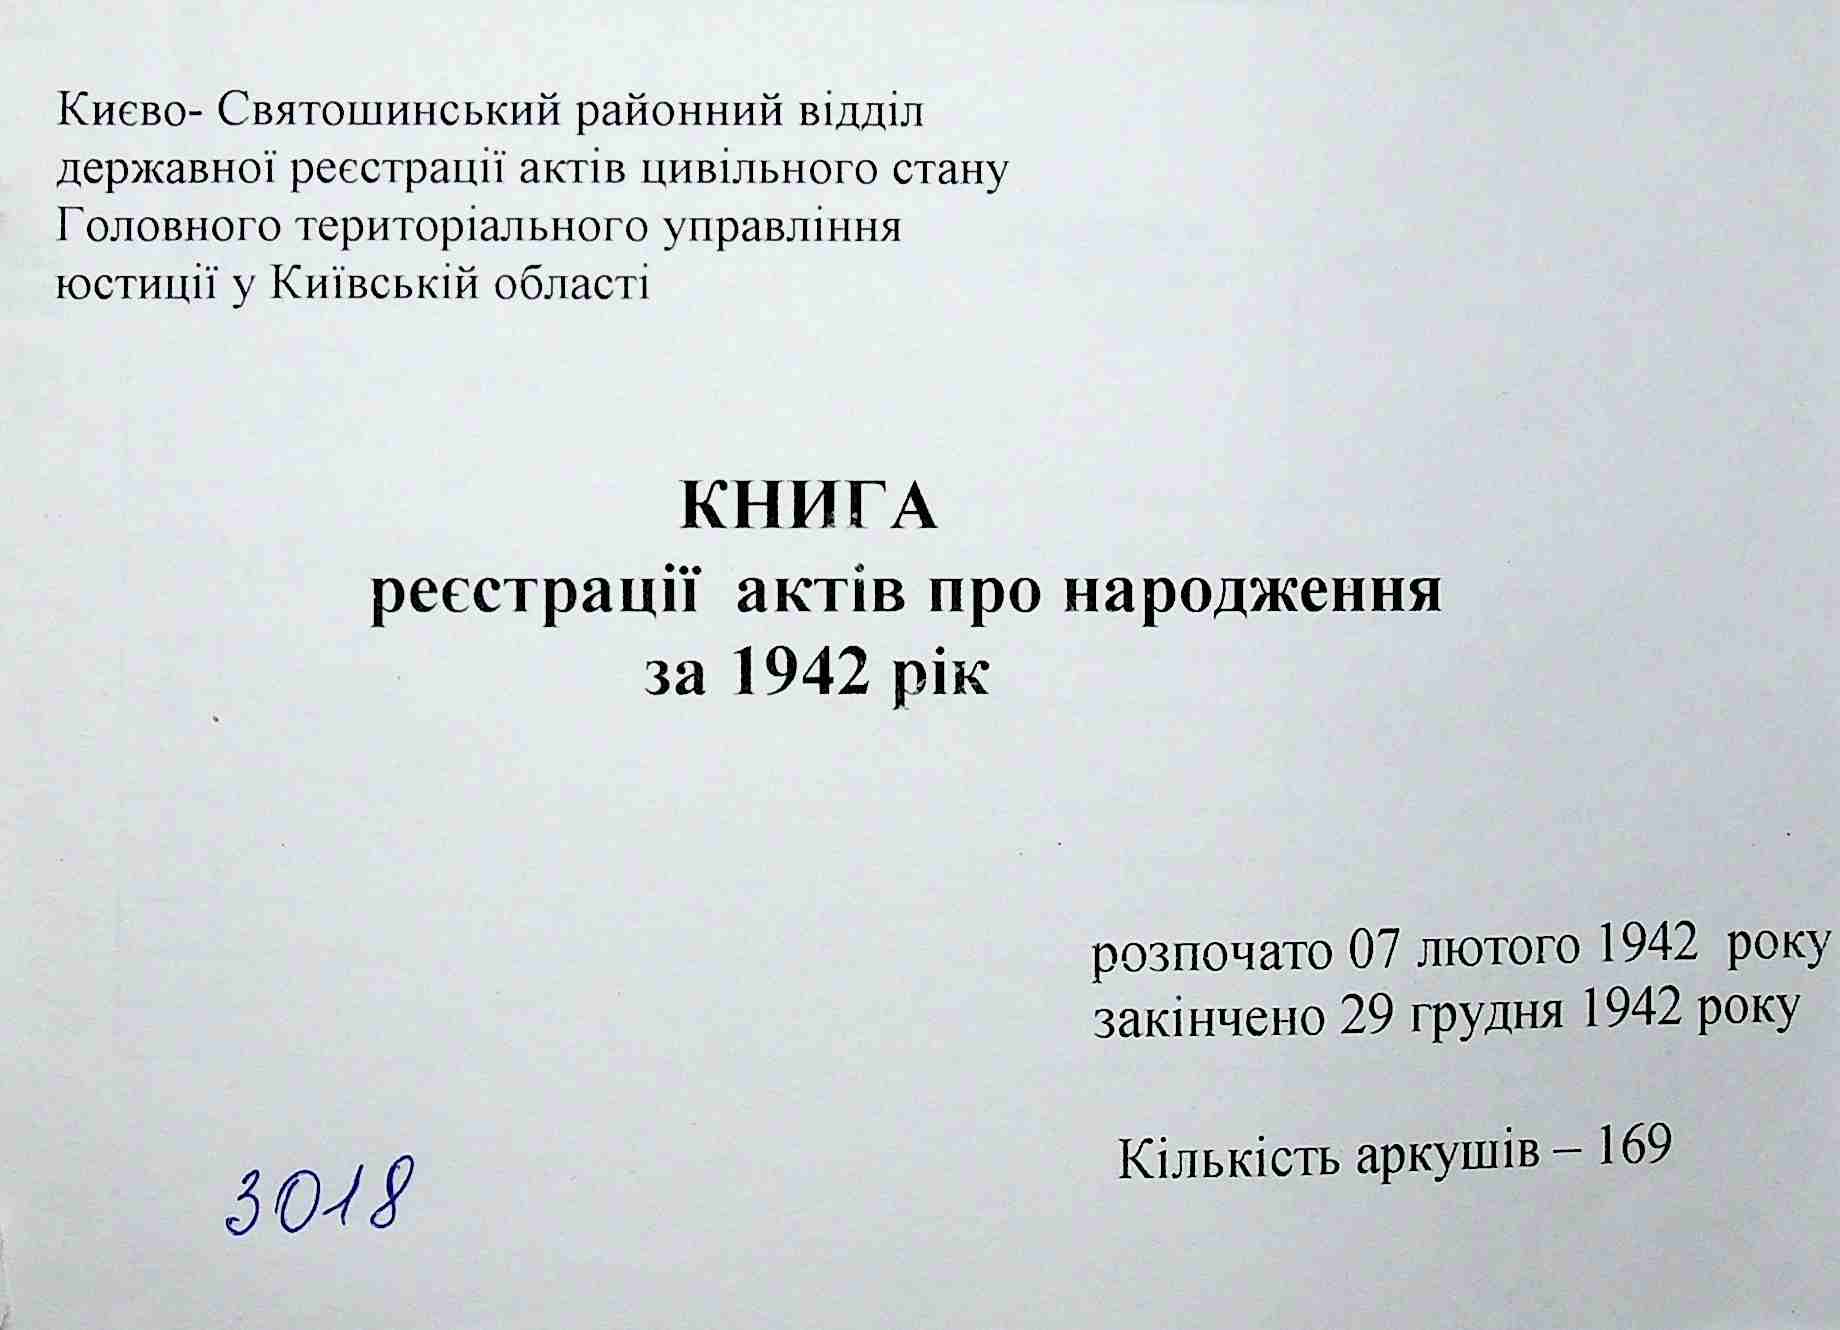 Києво- Святошинський районний відділ
державної реєстрації актів цивільного стану
Головного територіального управління
юстиції у Київській області
КНИГА
реєстрації актів про народження
за 1942 рік
розпочато 07 лютого 1942 року
закінчено 29 грудня 1942 року
Кількість аркушів – 169
3018